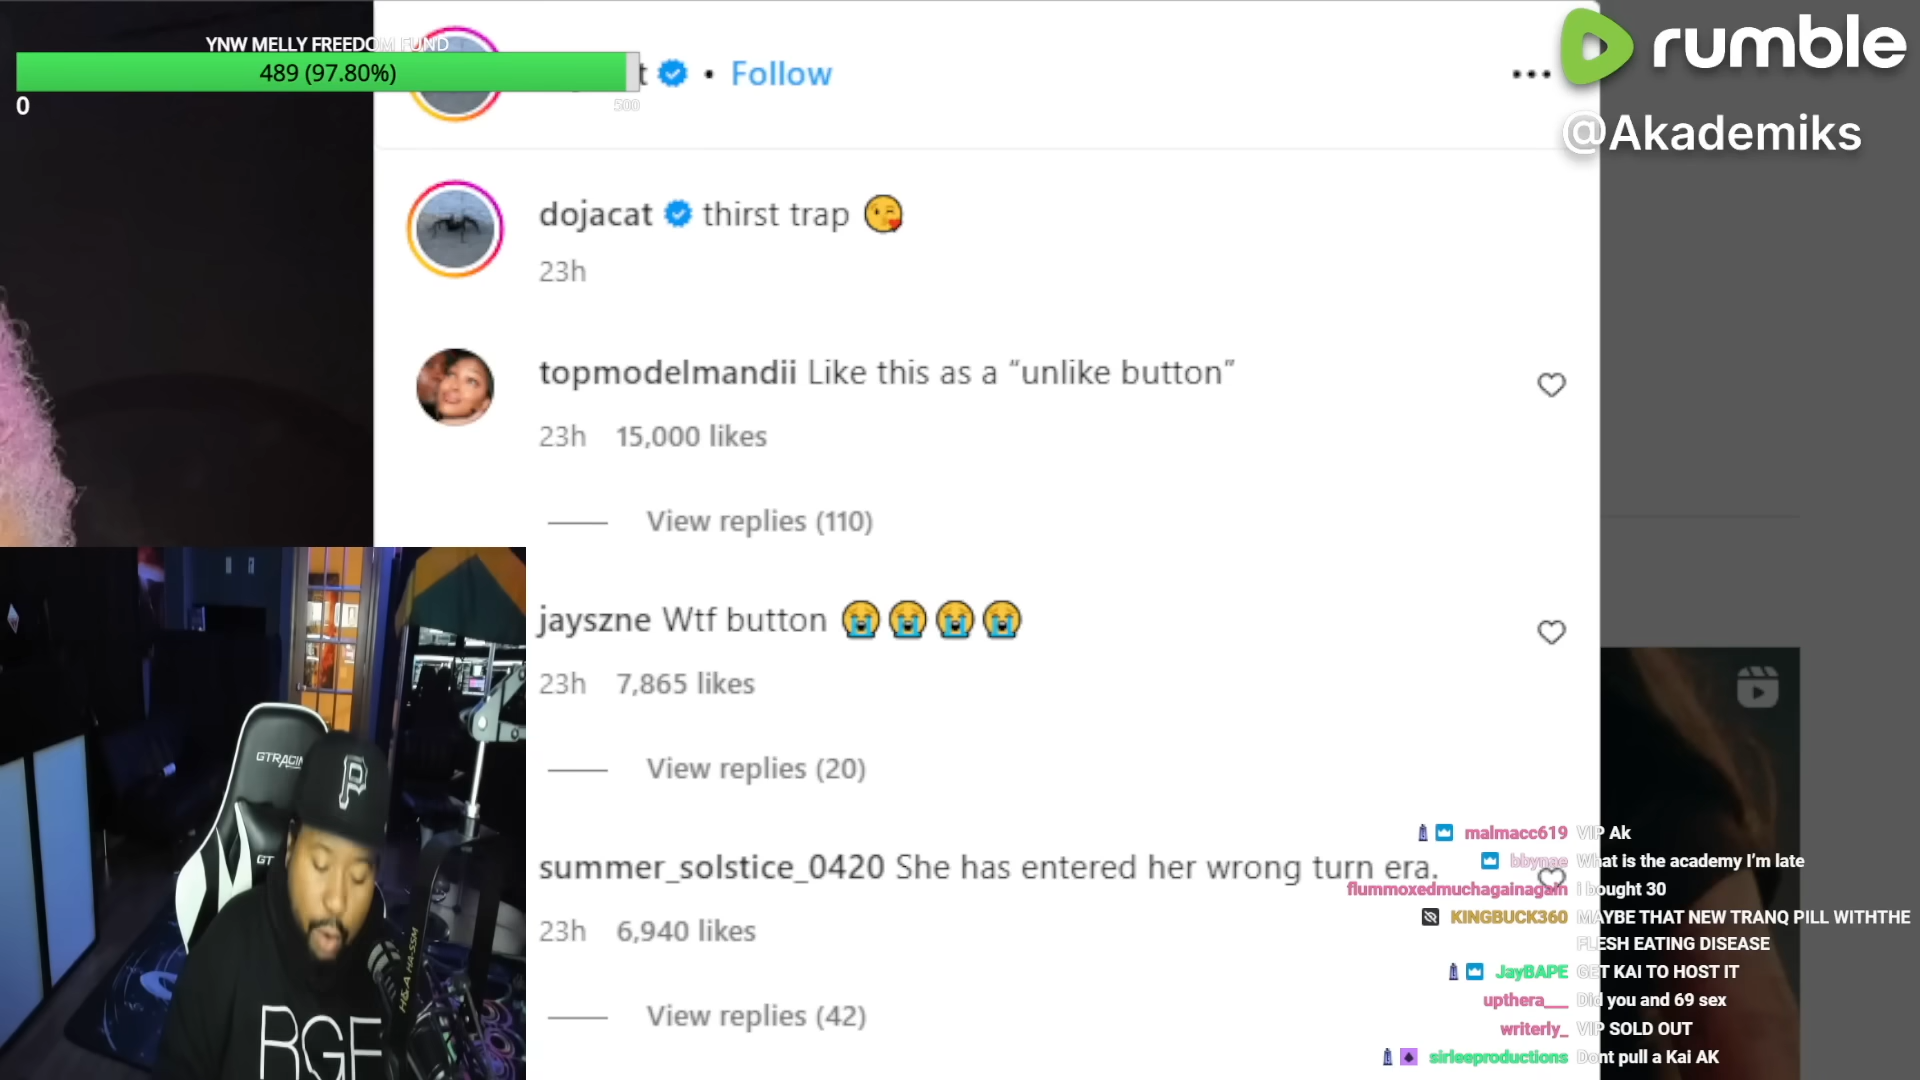 YNW MELLY FREEDOM FUND
489 (97.80%)
0
500
t • Follow
rumble
@Akademiks
dojacat thirst trap 😘
23h
topmodelmandii Like this as a “unlike button”
23h 15,000 likes
View replies (110)
jayszne Wtf button 😭😭😭😭
23h 7,865 likes
View replies (20)
summer_solstice_0420 She has entered her wrong turn era.
23h 6,940 likes
View replies (42)
GTRACIN
GT
P
BGF
H&A HA-SSM
malmacc619 VIP Ak
bbynae What is the academy I’m late
flummoxedmuchagainagain i bought 30
KINGBUCK360 MAYBE THAT NEW TRANQ PILL WITHTHE
FLESH EATING DISEASE
JayBAPE GET KAI TO HOST IT
upthera___ Did you and 69 sex
writerly_ VIP SOLD OUT
sirleeproductions Dont pull a Kai AK